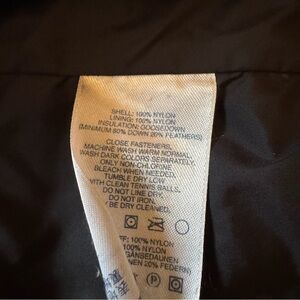 SHELL: 100% NYLON
LINING: 100% NYLON
INSULATION: GOOSEDOWN
(MINIMUM 80% DOWN 20% FEATHERS)
CLOSE FASTENERS,
MACHINE WASH WARM NORMAL,
WASH DARK COLORS SEPARATELY,
ONLY NON-CHLORINE
BLEACH WHEN NEEDED,
TUMBLE DRY LOW
WITH CLEAN TENNIS BALLS,
DO NOT LINE DRY,
DO NOT IRON,
BE DRY CLEANED.
100% NYLON
100% NYLON
GÄNSEDAUNEN
20% FEDERN)